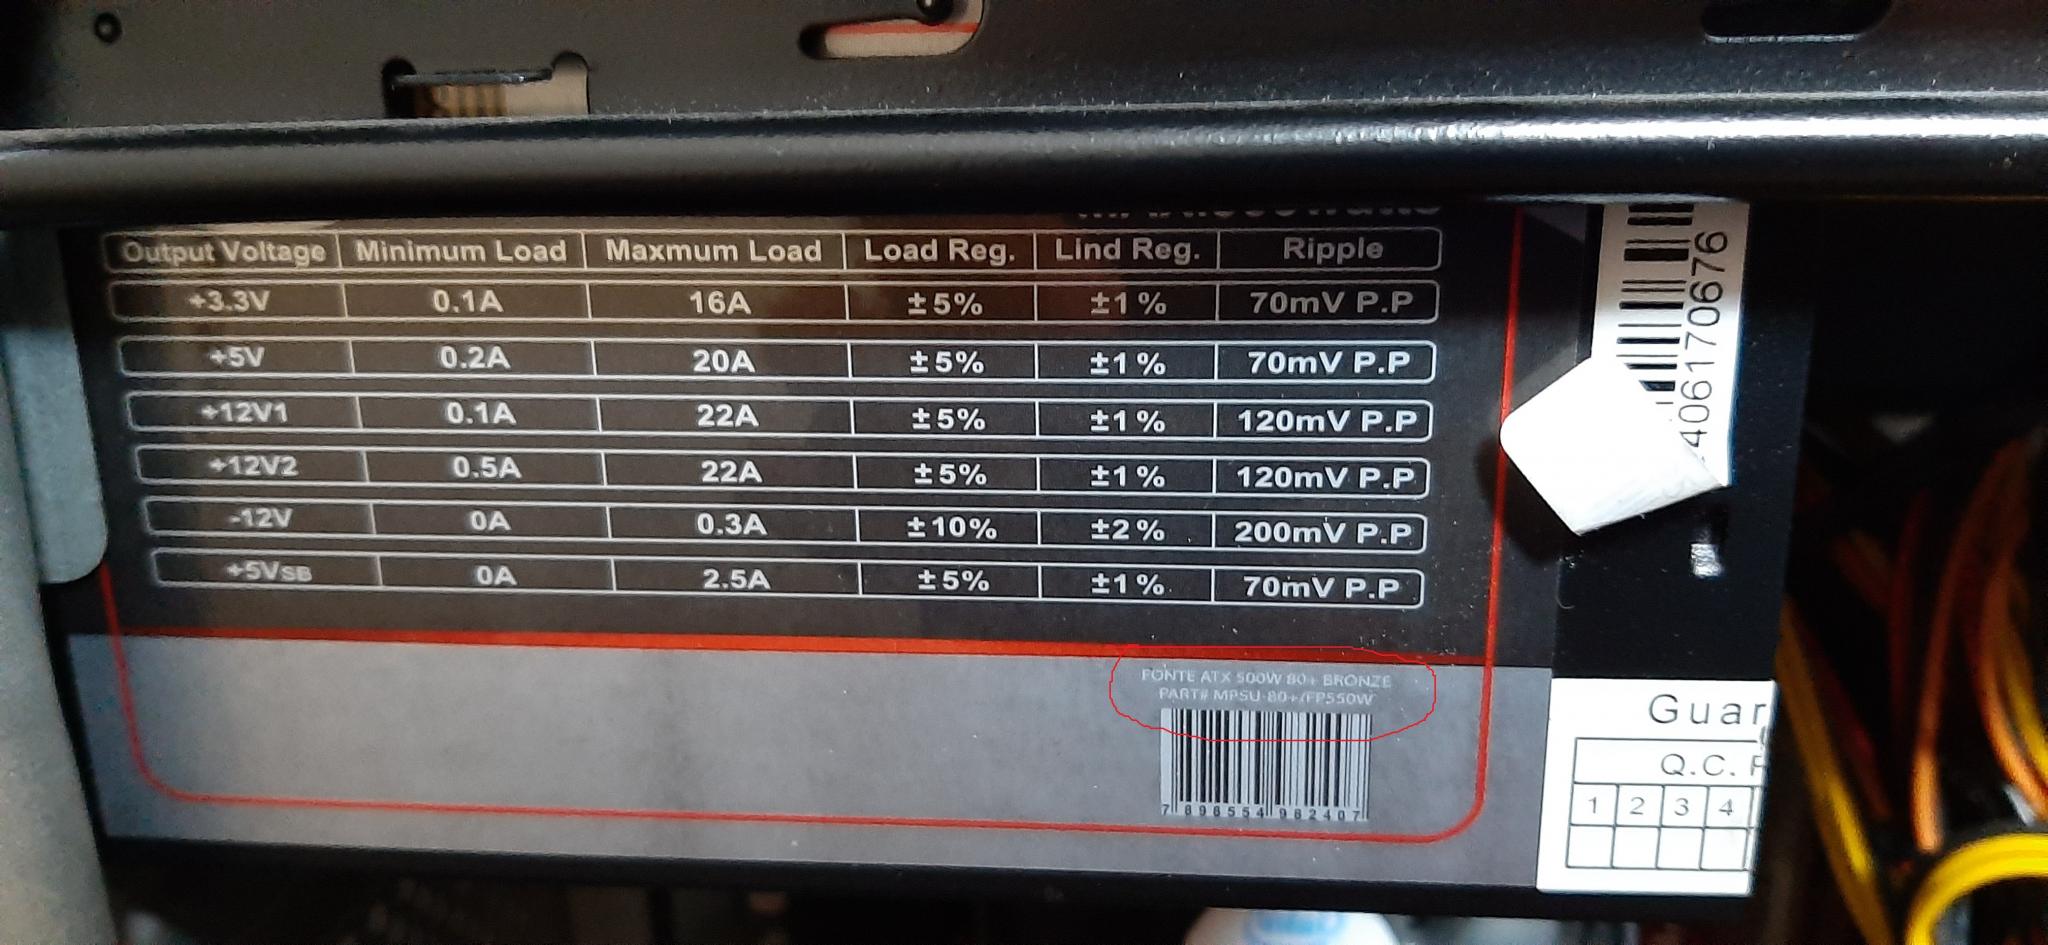 Output Voltage Minimum Load Maxmum Load Load Reg. Lind Reg. Ripple
+3.3V 0.1A 16A ±5% ±1% 70mV P.P
+5V 0.2A 20A ±5% ±1% 70mV P.P
+12V1 0.1A 22A ±5% ±1% 120mV P.P
+12V2 0.5A 22A ±5% ±1% 120mV P.P
-12V 0A 0.3A ±10% ±2% 200mV P.P
+5VSB 0A 2.5A ±5% ±1% 70mV P.P
FONTE ATX 500W 80+ BRONZE
PART# MPSU-80+/FP550W
7 896554 982407
406170676
Guar
Q.C.
1 2 3 4